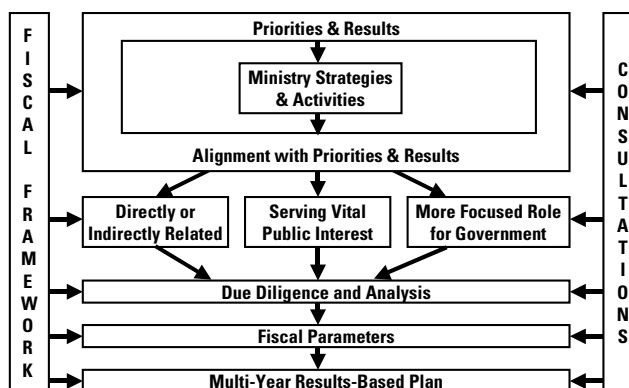 FISCAL FRAMEWORK
Priorities & Results
Ministry Strategies
& Activities
Alignment with Priorities & Results
Directly or
Indirectly Related
Serving Vital
Public Interest
More Focused Role
for Government
Due Diligence and Analysis
Fiscal Parameters
Multi-Year Results-Based Plan
CONSULTATIONS